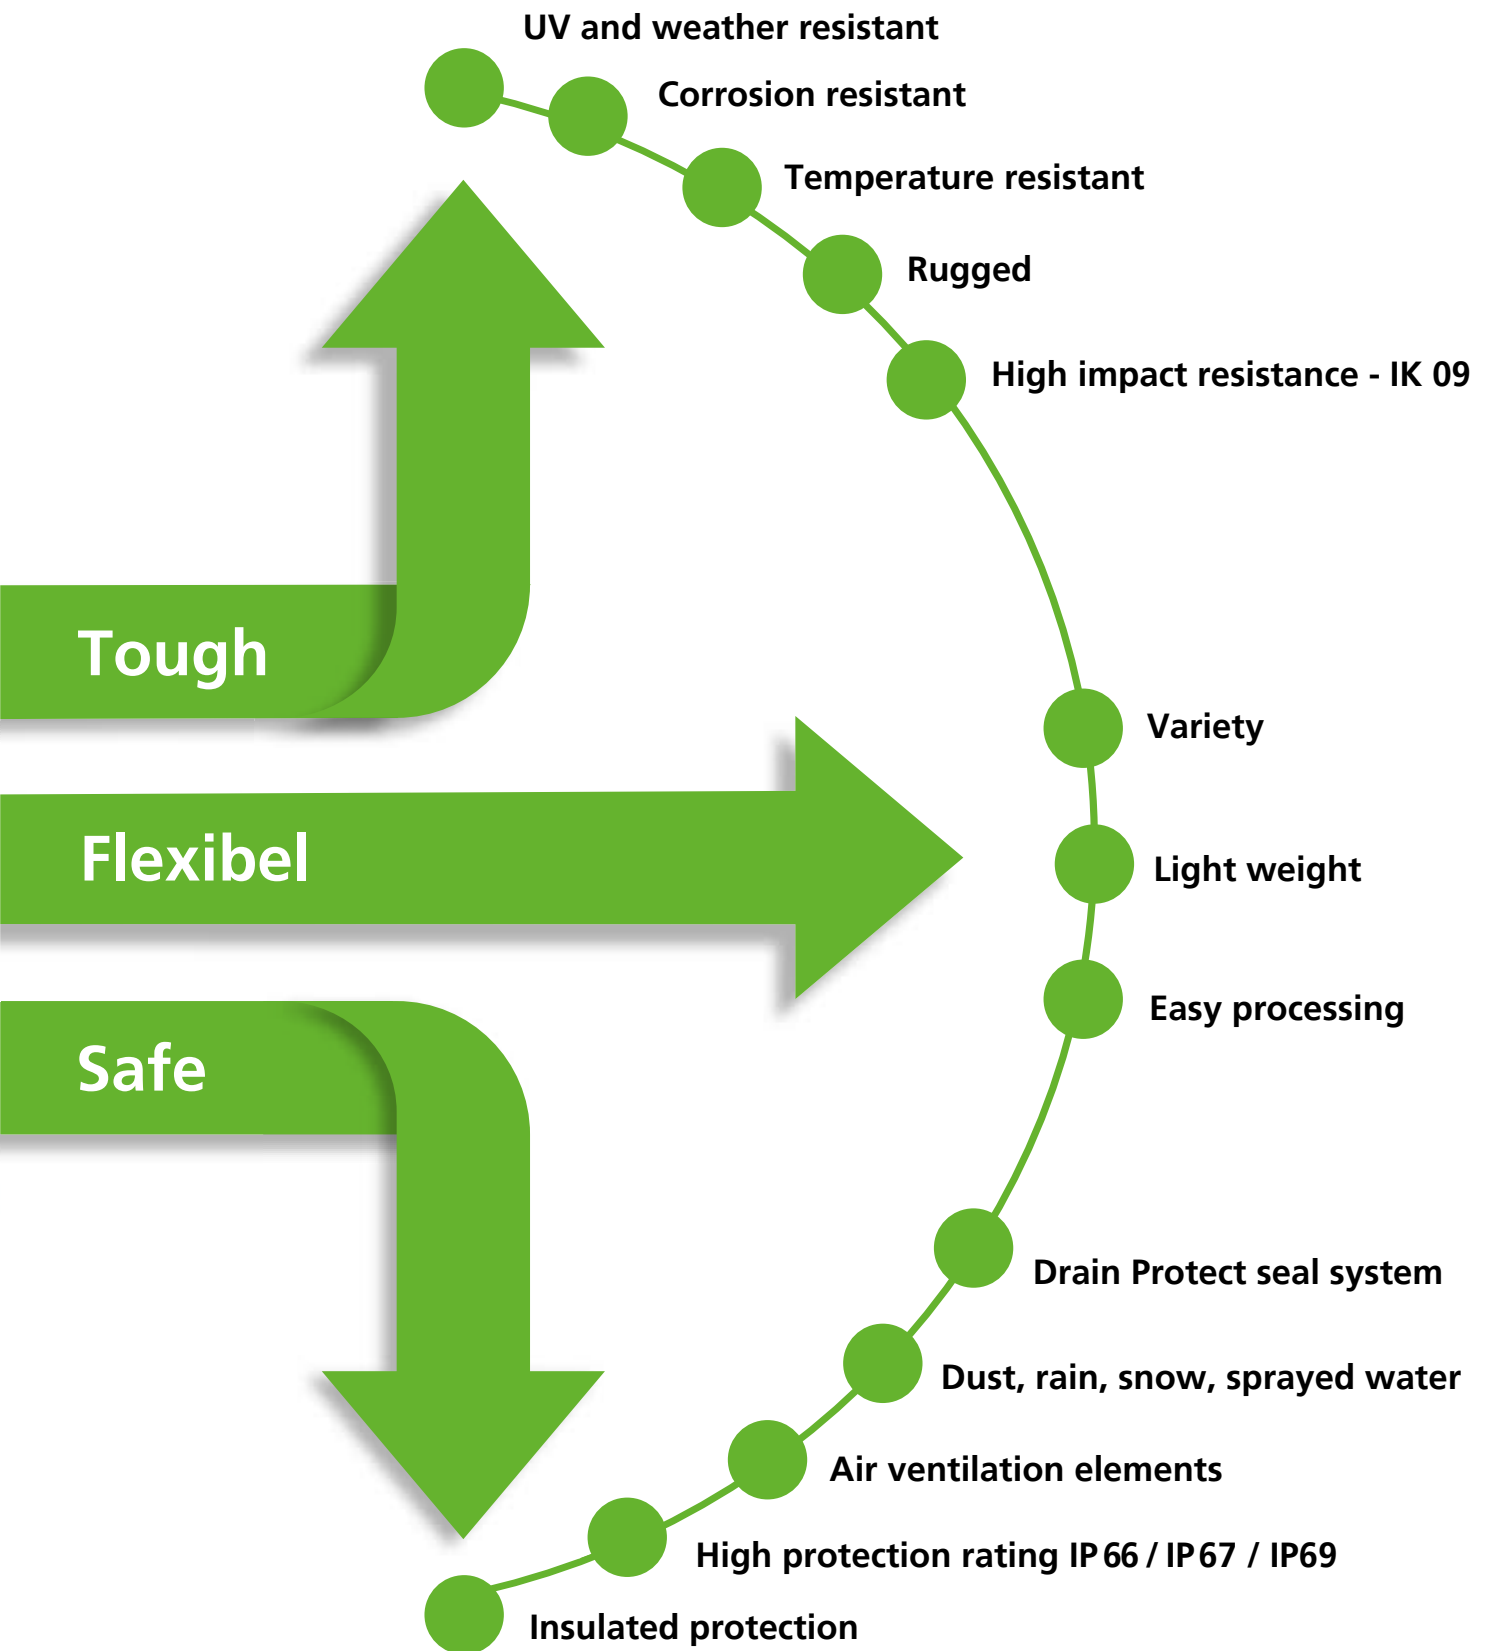 UV and weather resistant
Corrosion resistant
Temperature resistant
Rugged
High impact resistance - IK 09
Tough
Variety
Flexibel
Light weight
Easy processing
Safe
Drain Protect seal system
Dust, rain, snow, sprayed water
Air ventilation elements
High protection rating IP66 / IP67 / IP69
Insulated protection